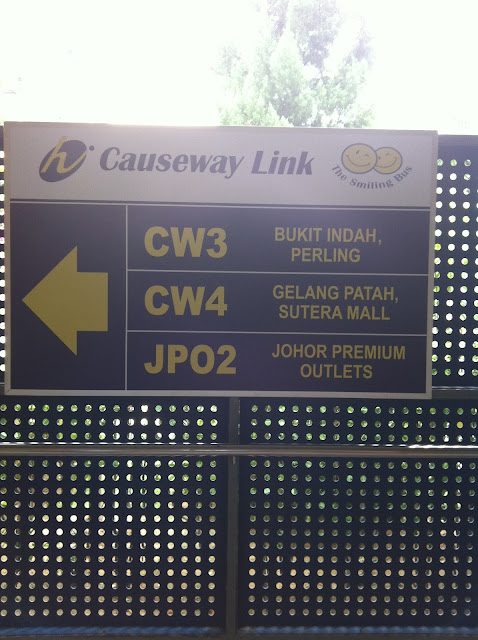 h Causeway Link
The Smiling Bus
CW3
BUKIT INDAH,
PERLING
CW4
GELANG PATAH,
SUTERA MALL
JPO2
JOHOR PREMIUM
OUTLETS